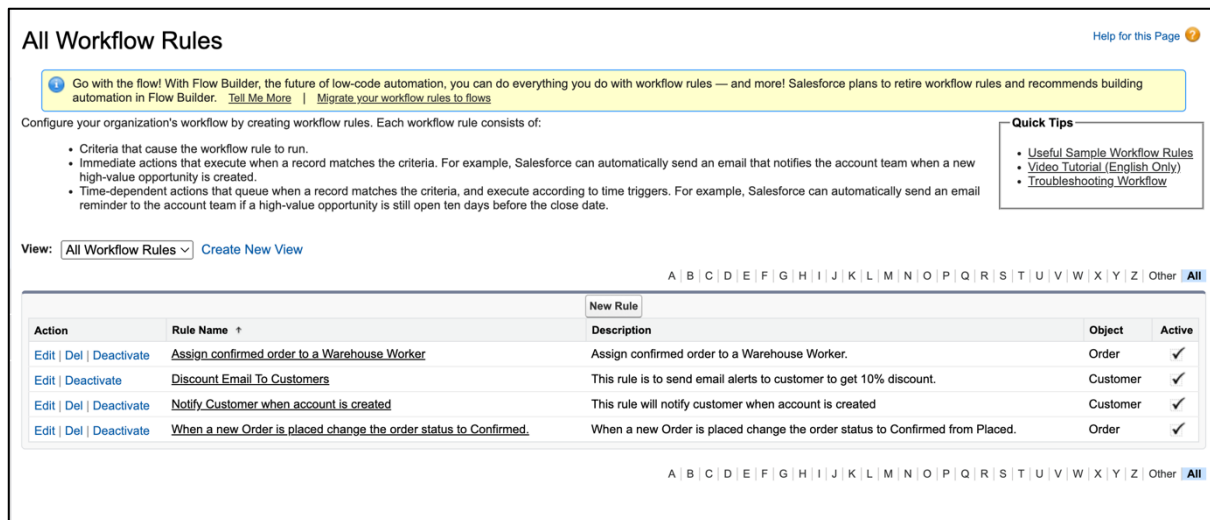 All Workflow Rules
Help for this Page ?
Go with the flow! With Flow Builder, the future of low-code automation, you can do everything you do with workflow rules — and more! Salesforce plans to retire workflow rules and recommends building
automation in Flow Builder. Tell Me More | Migrate your workflow rules to flows
Configure your organization's workflow by creating workflow rules. Each workflow rule consists of:
• Criteria that cause the workflow rule to run.
• Immediate actions that execute when a record matches the criteria. For example, Salesforce can automatically send an email that notifies the account team when a new
high-value opportunity is created.
• Time-dependent actions that queue when a record matches the criteria, and execute according to time triggers. For example, Salesforce can automatically send an email
reminder to the account team if a high-value opportunity is still open ten days before the close date.
Quick Tips
• Useful Sample Workflow Rules
• Video Tutorial (English Only)
• Troubleshooting Workflow
View: All Workflow Rules Create New View
A | B | C | D | E | F | G | H | I | J | K | L | M | N | O | P | Q | R | S | T | U | V | W | X | Y | Z | Other All
New Rule
Action Rule Name ↑ Description Object Active
Edit | Del | Deactivate Assign confirmed order to a Warehouse Worker Assign confirmed order to a Warehouse Worker. Order ✓
Edit | Deactivate Discount Email To Customers This rule is to send email alerts to customer to get 10% discount. Customer ✓
Edit | Del | Deactivate Notify Customer when account is created This rule will notify customer when account is created Customer ✓
Edit | Del | Deactivate When a new Order is placed change the order status to Confirmed. When a new Order is placed change the order status to Confirmed from Placed. Order ✓
A | B | C | D | E | F | G | H | I | J | K | L | M | N | O | P | Q | R | S | T | U | V | W | X | Y | Z | Other All